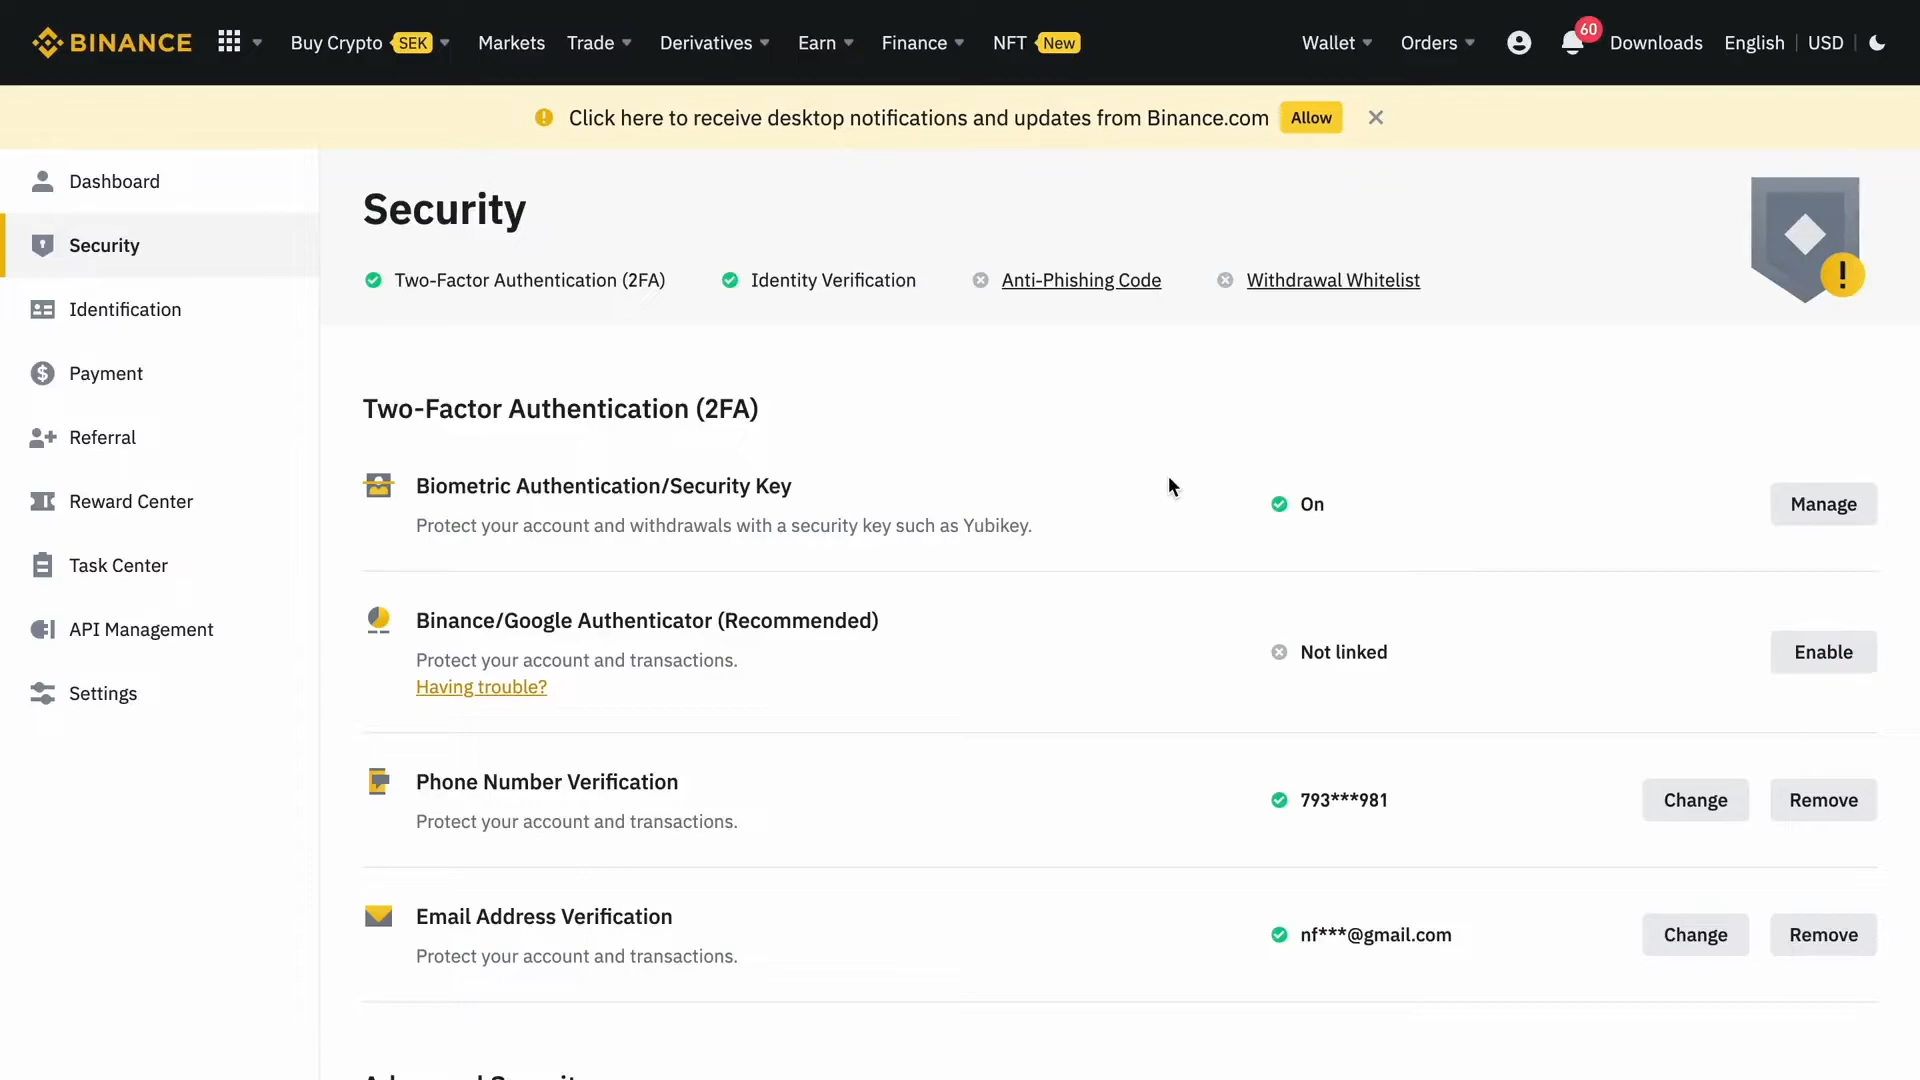 BINANCE
Buy Crypto SEK Markets Trade Derivatives Earn Finance NFT New Wallet Orders 60 Downloads English | USD
! Click here to receive desktop notifications and updates from Binance.com Allow
Dashboard
Security
Identification
Payment
Referral
Reward Center
Task Center
API Management
Settings
Security
Two-Factor Authentication (2FA) Identity Verification Anti-Phishing Code Withdrawal Whitelist
!
Two-Factor Authentication (2FA)
Biometric Authentication/Security Key
Protect your account and withdrawals with a security key such as Yubikey.
On
Manage
Binance/Google Authenticator (Recommended)
Protect your account and transactions.
Having trouble?
Not linked
Enable
Phone Number Verification
Protect your account and transactions.
793***981
Change Remove
Email Address Verification
Protect your account and transactions.
nf***@gmail.com
Change Remove